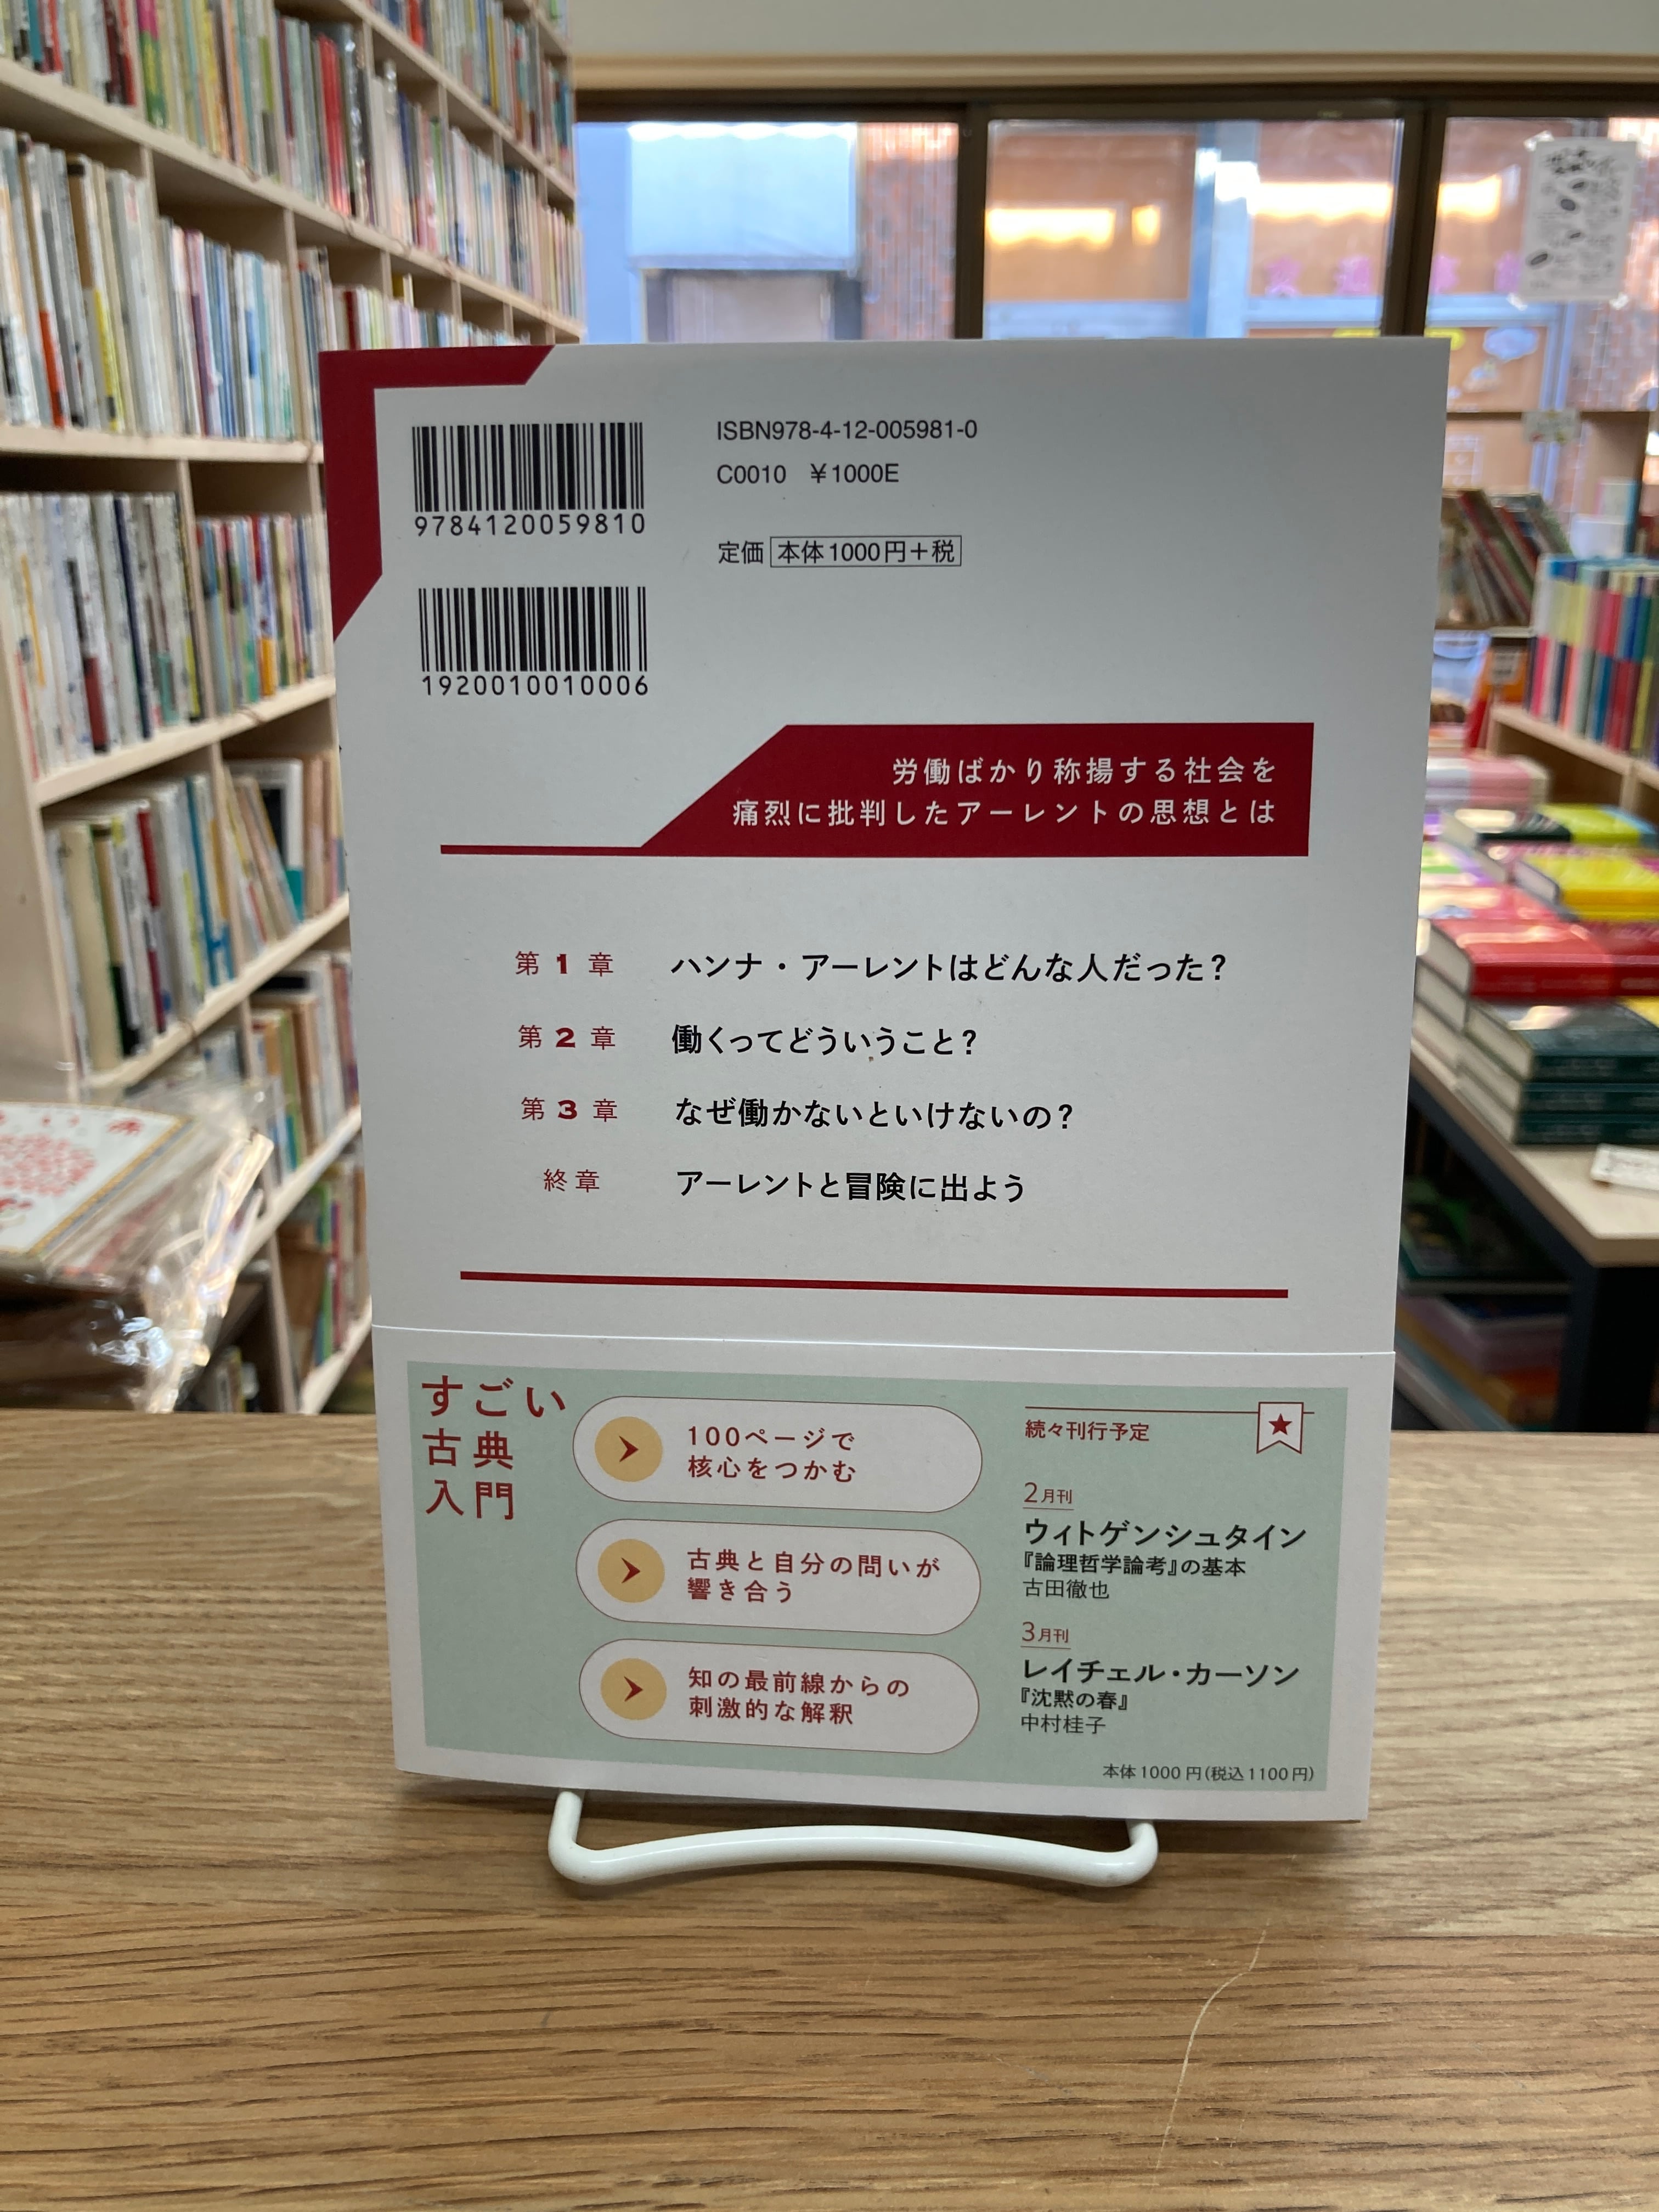 9784120059810
1920010010006
ISBN978-4-12-005981-0
C0010 ¥1000E
定価 本体1000円＋税
労働ばかり称揚する社会を
痛烈に批判したアーレントの思想とは
第1章 ハンナ・アーレントはどんな人だった？
第2章 働くってどういうこと？
第3章 なぜ働かないといけないの？
終章 アーレントと冒険に出よう
すごい
古典
入門
100ページで
核心をつかむ
古典と自分の問いが
響き合う
知の最前線からの
刺激的な解釈
続々刊行予定
2月刊
ウィトゲンシュタイン
『論理哲学論考』の基本
古田徹也
3月刊
レイチェル・カーソン
『沈黙の春』
中村桂子
本体1000円（税込1100円）